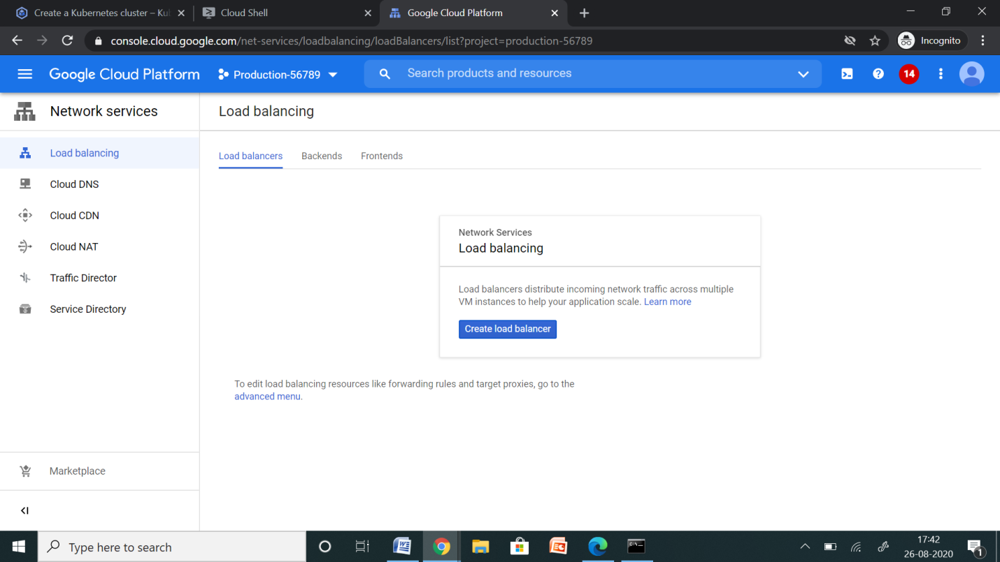 Create a Kubernetes cluster – Ku
Cloud Shell
Google Cloud Platform
console.cloud.google.com/net-services/loadbalancing/loadBalancers/list?project=production-56789
Incognito
Google Cloud Platform
Production-56789
Search products and resources
14
Network services
Load balancing
Load balancing
Cloud DNS
Cloud CDN
Cloud NAT
Traffic Director
Service Directory
Marketplace
Load balancers
Backends
Frontends
Network Services
Load balancing
Load balancers distribute incoming network traffic across multiple
VM instances to help your application scale. Learn more
Create load balancer
To edit load balancing resources like forwarding rules and target proxies, go to the
advanced menu.
Type here to search
17:42
26-08-2020
1